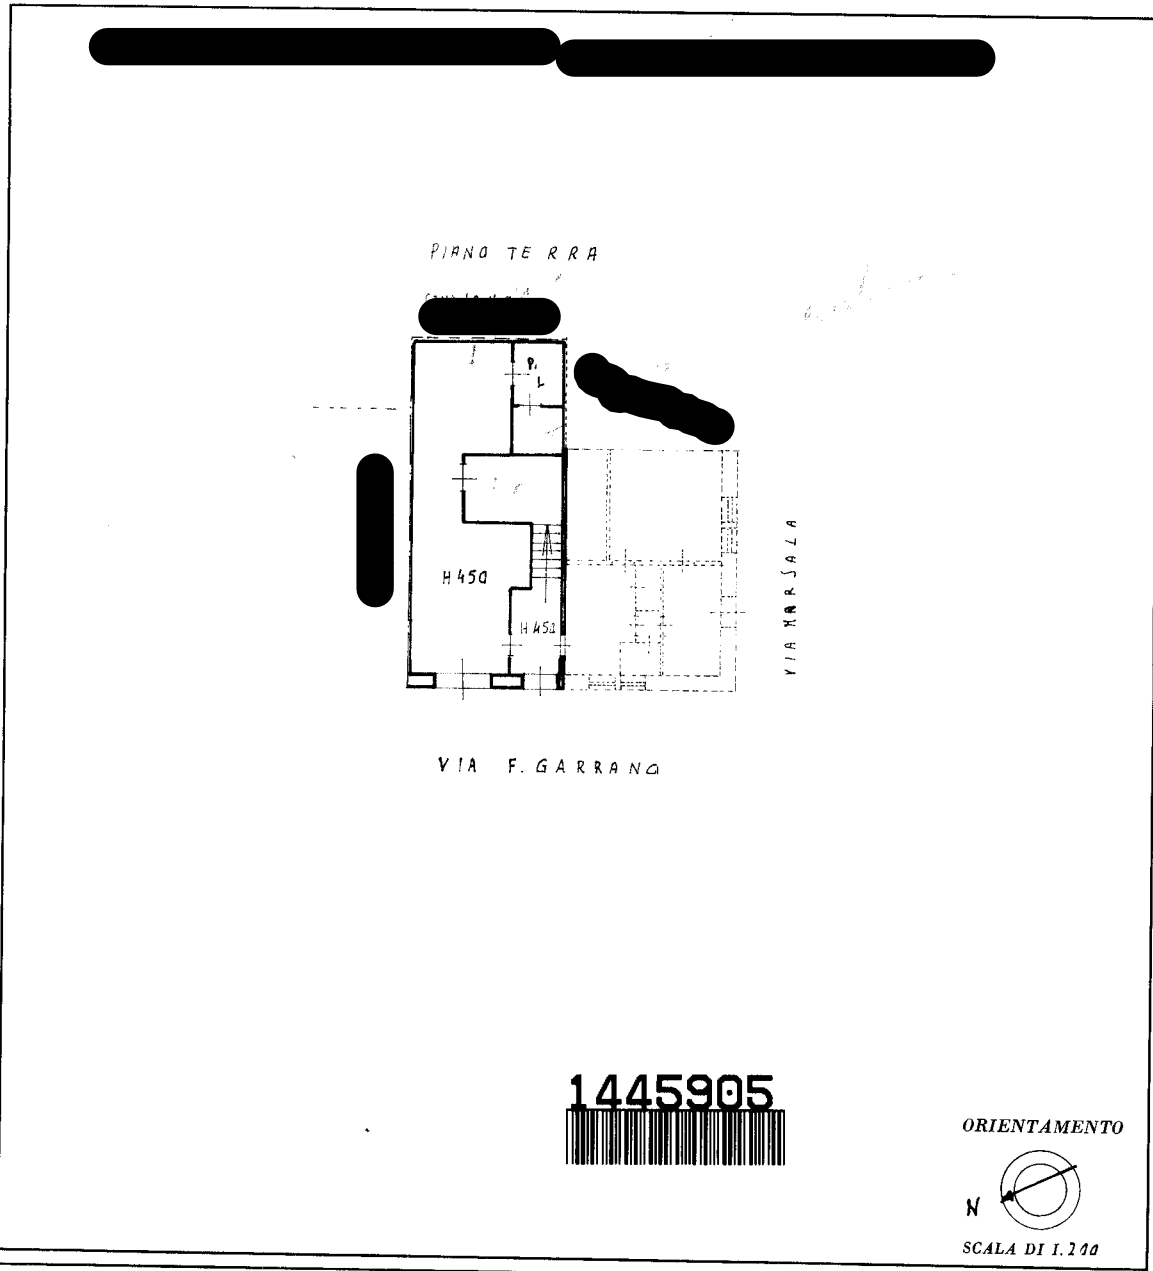 PIANO TERRA
P.
L
H 450
H 450
VIA MARSALA
VIA F. GARRANO
1445905
ORIENTAMENTO
N
SCALA DI 1.200